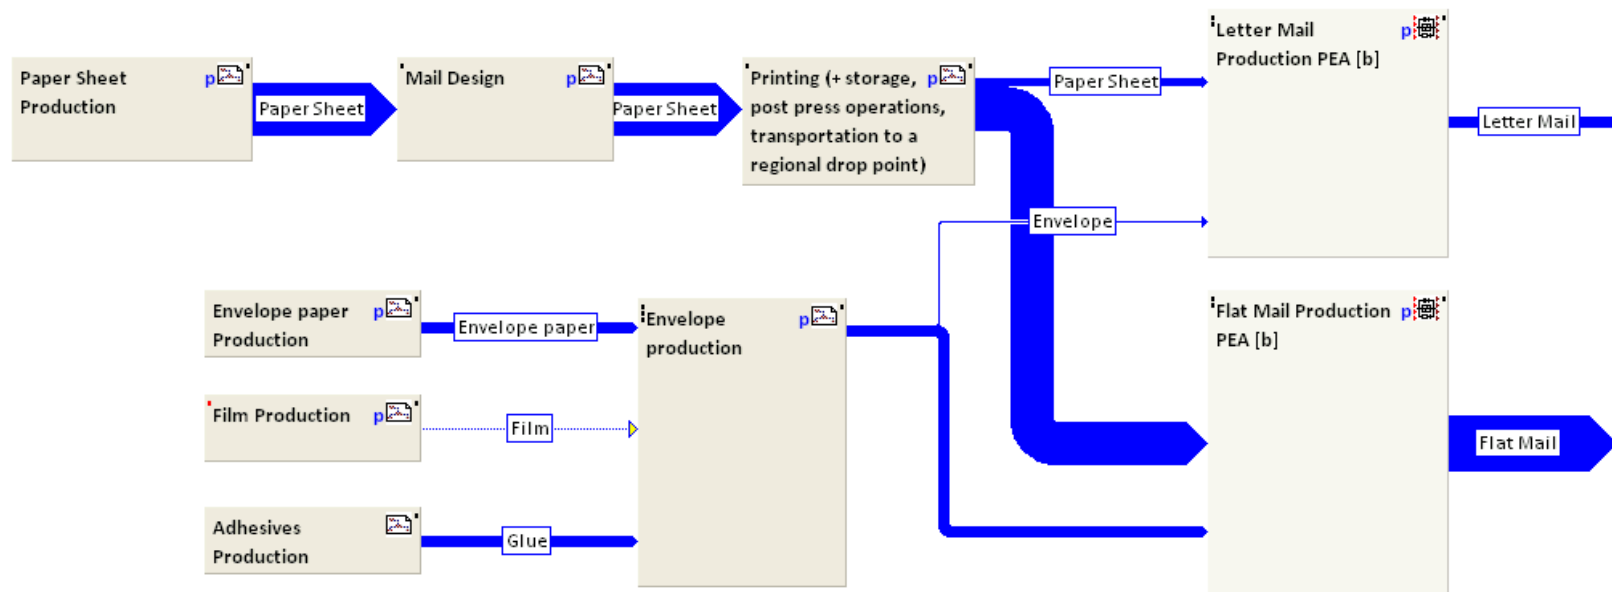 Paper Sheet
Production
p
Paper Sheet
Mail Design
p
Paper Sheet
Printing (+ storage,
post press operations,
transportation to a
regional drop point)
p
Paper Sheet
Letter Mail
Production PEA [b]
p
Letter Mail
Envelope
Envelope paper
Production
p
Envelope paper
Envelope
production
p
Film Production
p
Film
Adhesives
Production
Glue
Flat Mail Production
PEA [b]
p
Flat Mail